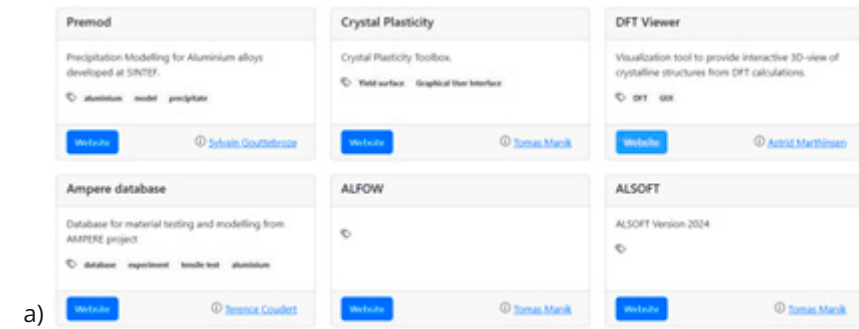 Premod
Precipitation Modelling for Aluminium alloys
developed at SINTEF.
aluminium model precipitate
Website Sylvain Gouttebroze
Crystal Plasticity
Crystal Plasticity Toolbox.
Yield surface Graphical User Interface
Website Tomas Manik
DFT Viewer
Visualization tool to provide interactive 3D-view of
crystalline structures from DFT calculations.
DFT GUI
Website Astrid Marthinsen
Ampere database
Database for material testing and modelling from
AMPERE project
database experiment tensile test aluminium
Website Terence Coudert
ALFOW
Website Tomas Manik
ALSOFT
ALSOFT Version 2024
Website Tomas Manik
a)